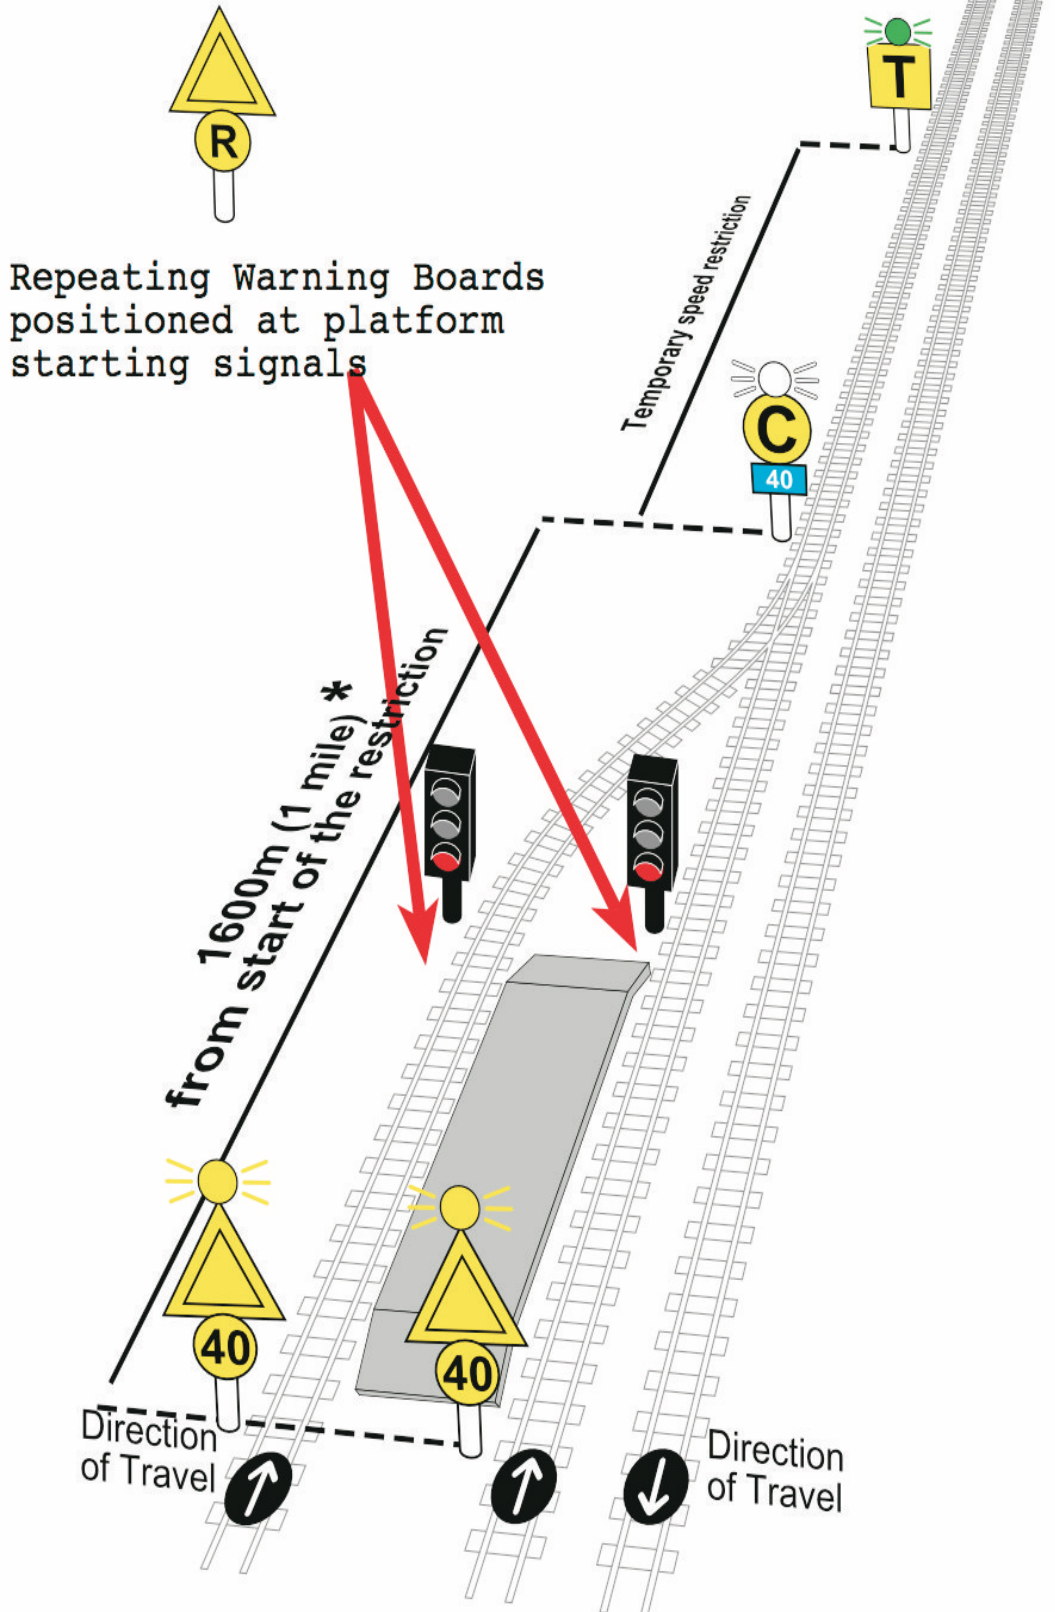 T
R
Repeating Warning Boards
positioned at platform
starting signals
Temporary speed restriction
C
40
1600m (1 mile) *
from start of the restriction
40
40
Direction
of Travel
Direction
of Travel